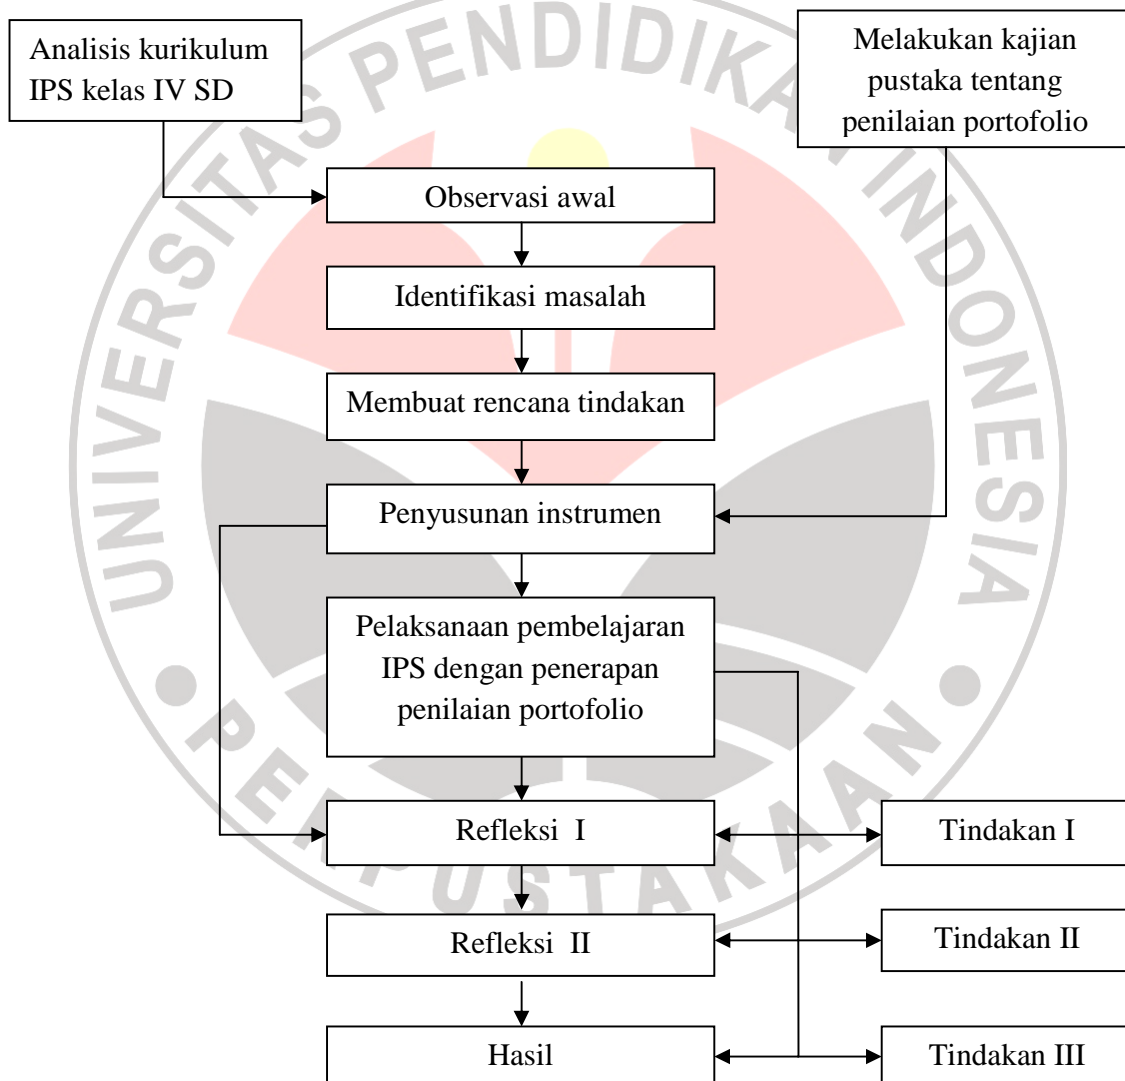 Analisis kurikulum
IPS kelas IV SD
Melakukan kajian
pustaka tentang
penilaian portofolio
Observasi awal
Identifikasi masalah
Membuat rencana tindakan
Penyusunan instrumen
Pelaksanaan pembelajaran
IPS dengan penerapan
penilaian portofolio
Refleksi I
Tindakan I
Refleksi II
Tindakan II
Hasil
Tindakan III
UNIVERSITAS PENDIDIKAN INDONESIA
PERPUSTAKAAN